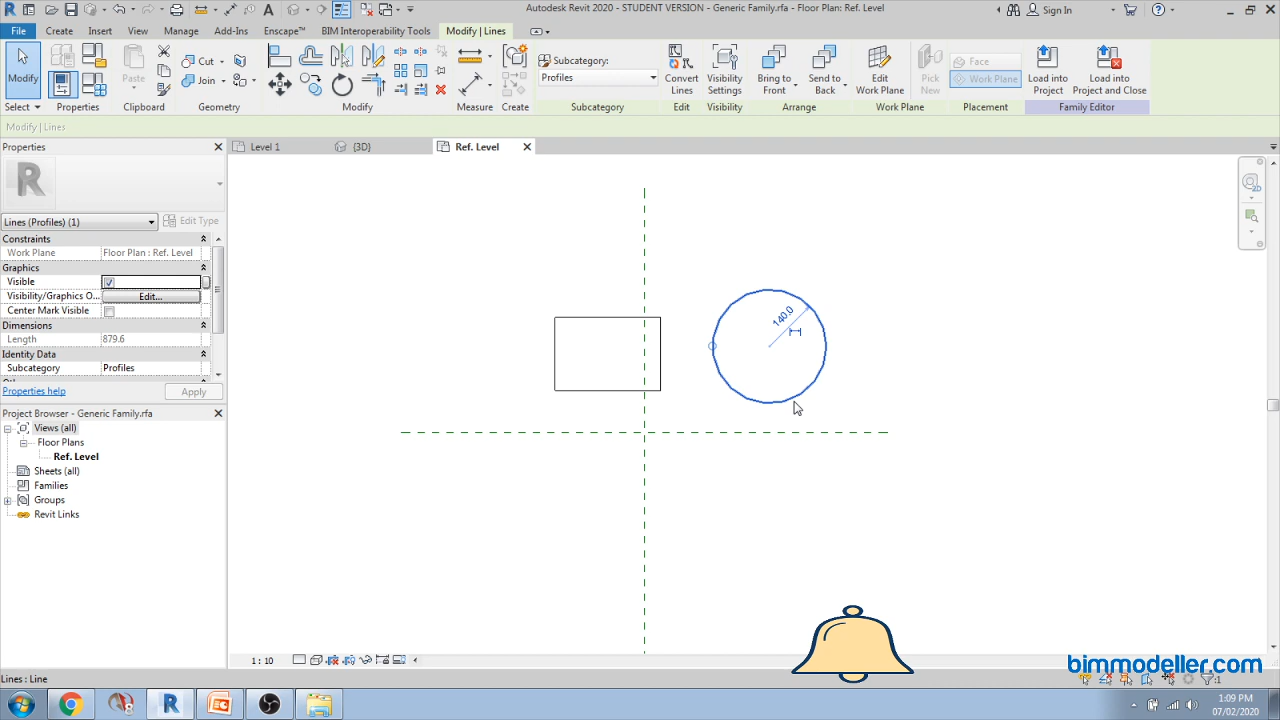 Autodesk Revit 2020 - STUDENT VERSION - Generic Family.rfa - Floor Plan: Ref. Level
Sign In
File Create Insert View Manage Add-Ins Enscape™ BIM Interoperability Tools Modify | Lines
Modify
Paste
Cut
Join
Subcategory:
Profiles
Convert Lines
Visibility Settings
Bring to Front
Send to Back
Edit Work Plane
Pick New
Face
Work Plane
Load into Project
Load into Project and Close
Select Properties Clipboard Geometry Modify Measure Create Subcategory Edit Visibility Arrange Work Plane Placement Family Editor
Modify | Lines
Properties
Level 1 {3D} Ref. Level
R
Lines (Profiles) (1) Edit Type
Constraints
Work Plane Floor Plan : Ref. Level
Graphics
Visible
Visibility/Graphics O... Edit...
Center Mark Visible
Dimensions
Length 879.6
Identity Data
Subcategory Profiles
Properties help Apply
Project Browser - Generic Family.rfa
Views (all)
Floor Plans
Ref. Level
Sheets (all)
Families
Groups
Revit Links
140.0
2D
1 : 10
bimmodeller.com
Lines : Line
:1
1:09 PM
07/02/2020